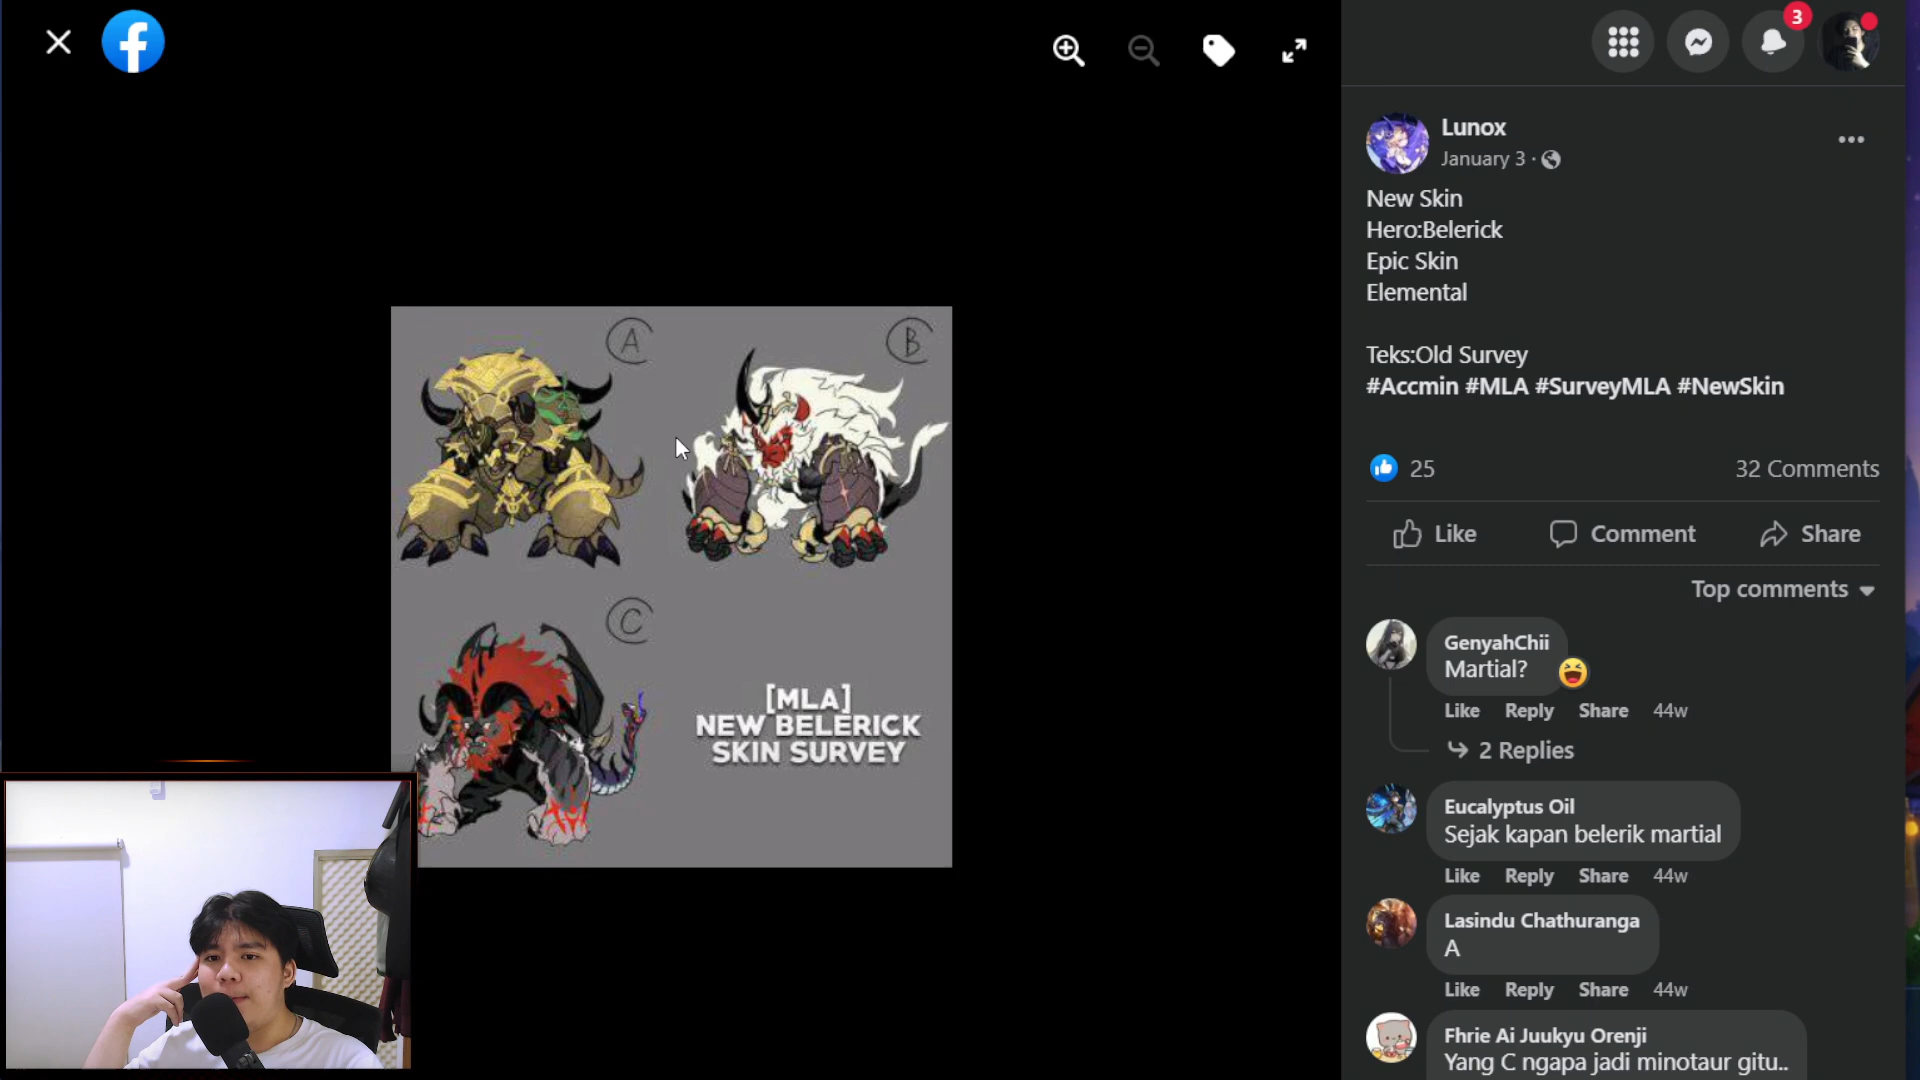 3
Lunox
January 3 ·
New Skin
Hero:Belerick
Epic Skin
Elemental
Teks:Old Survey
#Accmin #MLA #SurveyMLA #NewSkin
25
32 Comments
Like Comment Share
Top comments
GenyahChii
Martial?
Like Reply Share 44w
2 Replies
Eucalyptus Oil
Sejak kapan belerik martial
Like Reply Share 44w
Lasindu Chathuranga
A
Like Reply Share 44w
Fhrie Ai Juukyu Orenji
Yang C ngapa jadi minotaur gitu..
A
B
C
[MLA]
NEW BELERICK
SKIN SURVEY